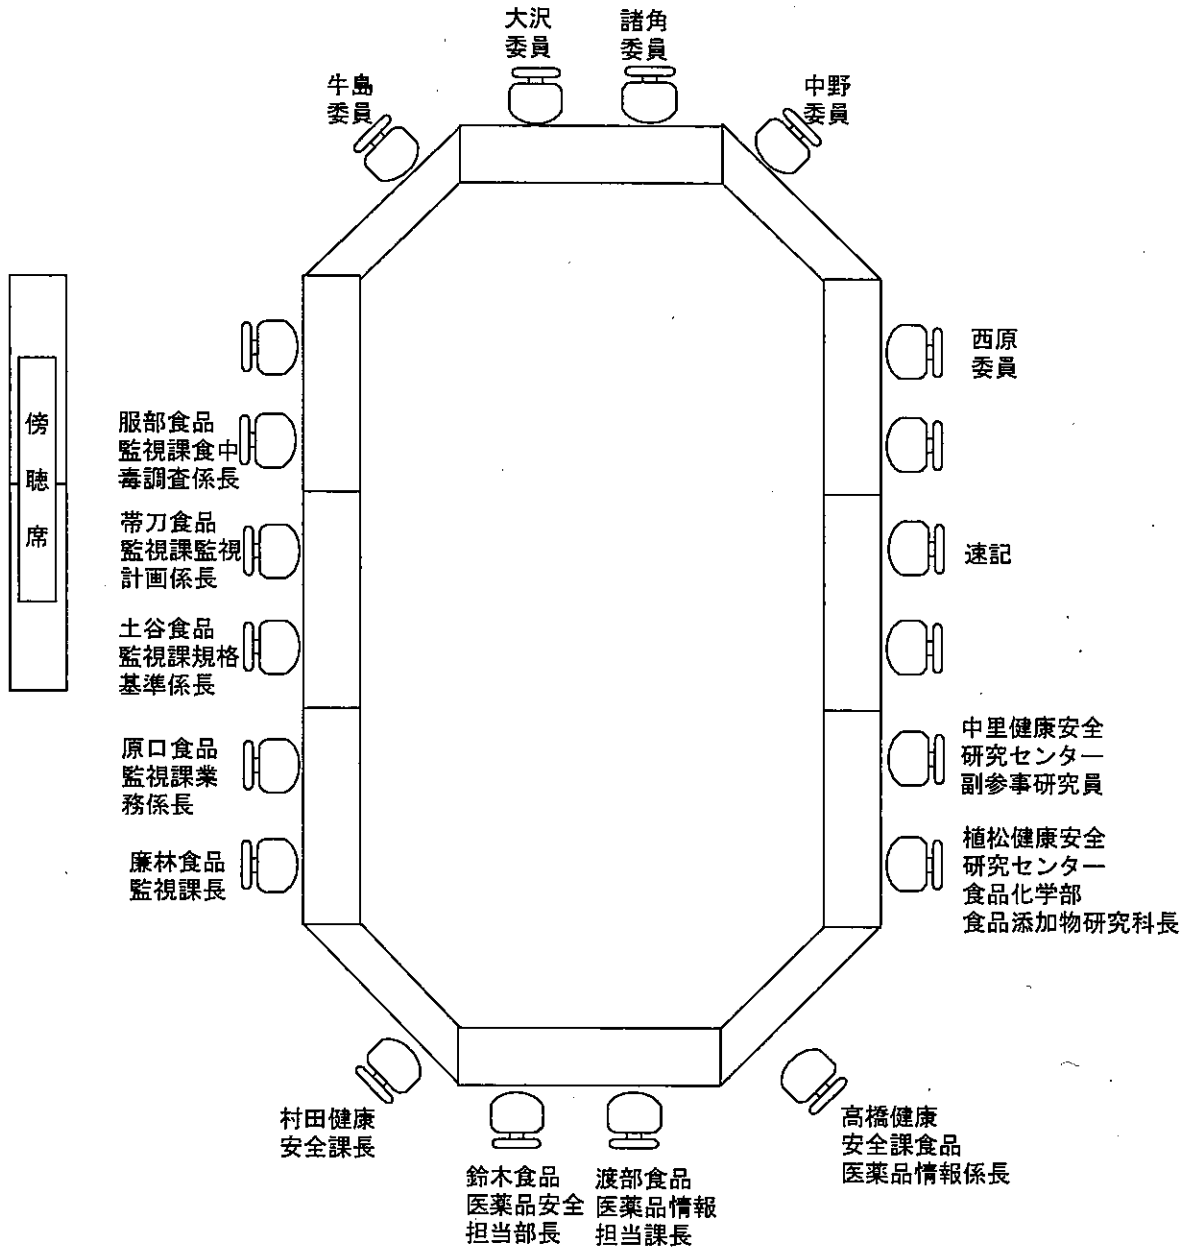 大沢
委員
諸角
委員
牛島
委員
中野
委員
西原
委員
傍聴席
服部食品
監視課食中
毒調査係長
帯刀食品
監視課監視
計画係長
速記
土谷食品
監視課規格
基準係長
原口食品
監視課業
務係長
中里健康安全
研究センター
副参事研究員
廉林食品
監視課長
植松健康安全
研究センター
食品化学部
食品添加物研究科長
村田健康
安全課長
鈴木食品
医薬品安全
担当部長
渡部食品
医薬品情報
担当課長
高橋健康
安全課食品
医薬品情報係長